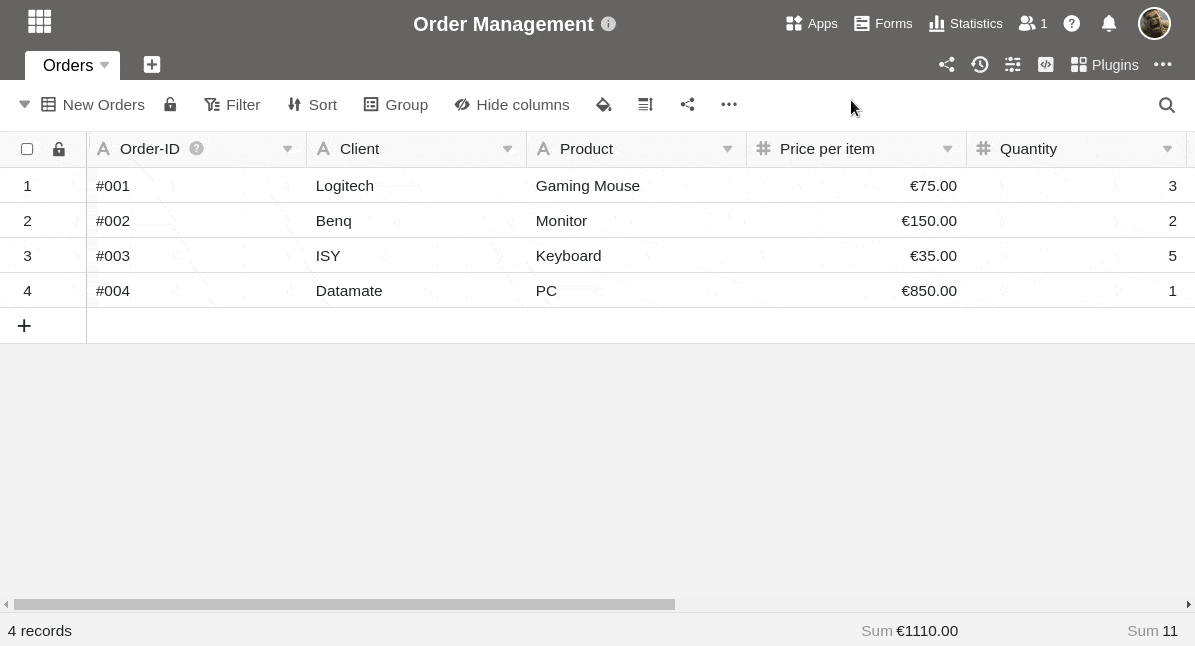 Order Management
Apps Forms Statistics 1
Orders
Plugins
New Orders Filter Sort Group Hide columns
Order-ID Client Product Price per item Quantity
1 #001 Logitech Gaming Mouse €75.00 3
2 #002 Benq Monitor €150.00 2
3 #003 ISY Keyboard €35.00 5
4 #004 Datamate PC €850.00 1
4 records Sum €1110.00 Sum 11